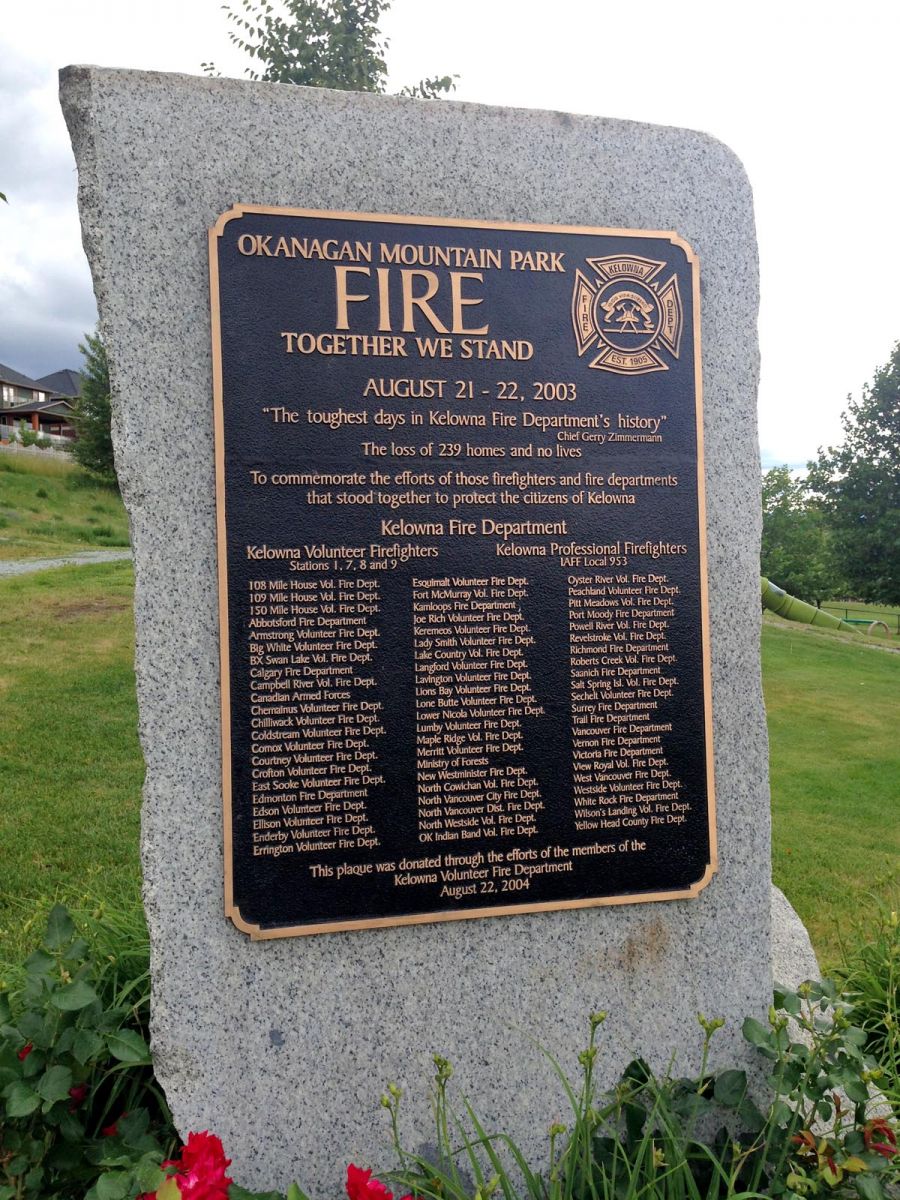 OKANAGAN MOUNTAIN PARK
FIRE
TOGETHER WE STAND
KELOWNA
FIRE
DEPT
EST. 1905
AUGUST 21 - 22, 2003
"The toughest days in Kelowna Fire Department's history"
Chief Gerry Zimmermann
The loss of 239 homes and no lives
To commemorate the efforts of those firefighters and fire departments
that stood together to protect the citizens of Kelowna
Kelowna Fire Department
Kelowna Volunteer Firefighters
Stations 1, 7, 8 and 9
Kelowna Professional Firefighters
IAFF Local 953
108 Mile House Vol. Fire Dept.
109 Mile House Vol. Fire Dept.
150 Mile House Vol. Fire Dept.
Abbotsford Fire Department
Armstrong Volunteer Fire Dept.
Big White Volunteer Fire Dept.
BX Swan Lake Vol. Fire Dept.
Calgary Fire Department
Campbell River Vol. Fire Dept.
Canadian Armed Forces
Chemainus Volunteer Fire Dept.
Chilliwack Volunteer Fire Dept.
Coldstream Volunteer Fire Dept.
Comox Volunteer Fire Dept.
Courtney Volunteer Fire Dept.
Crofton Volunteer Fire Dept.
East Sooke Volunteer Fire Dept.
Edmonton Fire Department
Edson Volunteer Fire Dept.
Ellison Volunteer Fire Dept.
Enderby Volunteer Fire Dept.
Errington Volunteer Fire Dept.
Esquimalt Volunteer Fire Dept.
Fort McMurray Vol. Fire Dept.
Kamloops Fire Department
Joe Rich Volunteer Fire Dept.
Keremeos Volunteer Fire Dept.
Lady Smith Volunteer Fire Dept.
Lake Country Vol. Fire Dept.
Langford Volunteer Fire Dept.
Lavington Volunteer Fire Dept.
Lions Bay Volunteer Fire Dept.
Lone Butte Volunteer Fire Dept.
Lower Nicola Volunteer Fire Dept.
Lumby Volunteer Fire Dept.
Maple Ridge Vol. Fire Dept.
Merritt Volunteer Fire Dept.
Ministry of Forests
New Westminister Fire Dept.
North Cowichan Vol. Fire Dept.
North Vancouver City Fire Dept.
North Vancouver Dist. Fire Dept.
North Westside Vol. Fire Dept.
OK Indian Band Vol. Fire Dept.
Oyster River Vol. Fire Dept.
Peachland Volunteer Fire Dept.
Pitt Meadows Vol. Fire Dept.
Port Moody Fire Department
Powell River Vol. Fire Dept.
Revelstroke Vol. Fire Dept.
Richmond Fire Department
Roberts Creek Vol. Fire Dept.
Saanich Fire Department
Salt Spring Isl. Vol. Fire Dept.
Sechelt Volunteer Fire Dept.
Surrey Fire Department
Trail Fire Department
Vancouver Fire Department
Vernon Fire Department
Victoria Fire Department
View Royal Vol. Fire Dept.
West Vancouver Fire Dept.
Westside Volunteer Fire Dept.
White Rock Fire Department
Wilson's Landing Vol. Fire Dept.
Yellow Head County Fire Dept.
This plaque was donated through the efforts of the members of the
Kelowna Volunteer Fire Department
August 22, 2004